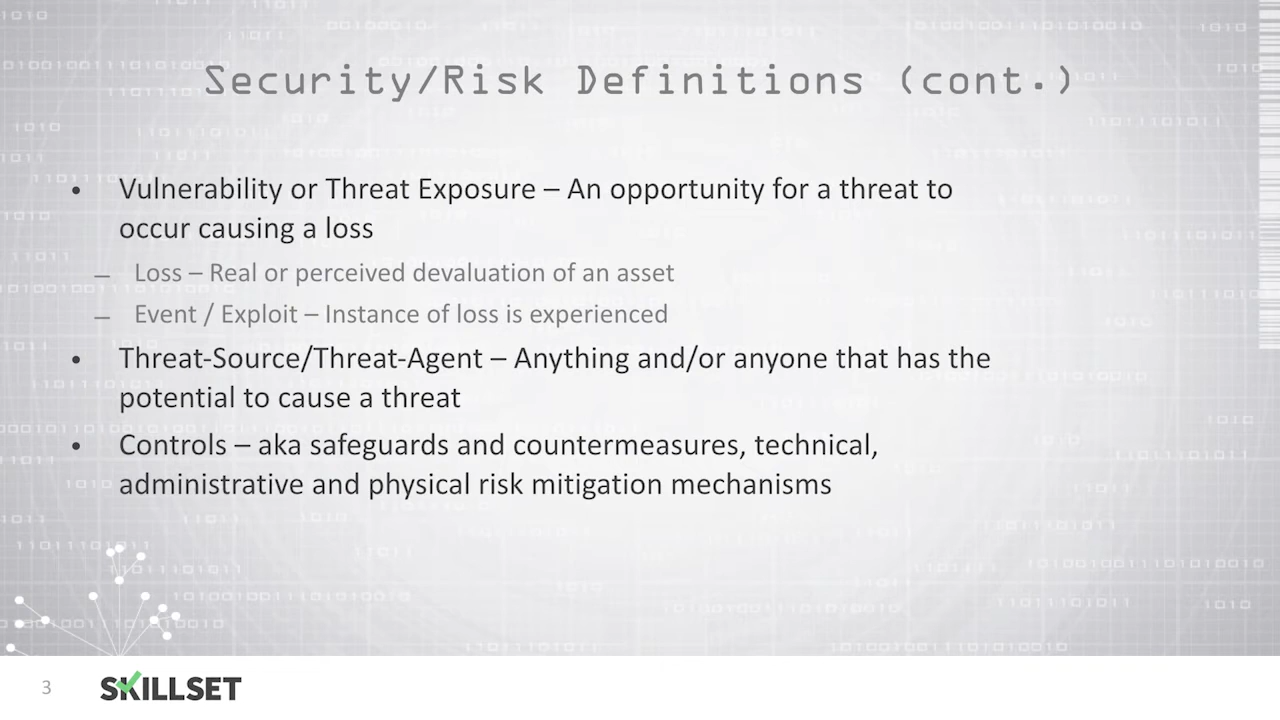 Security/Risk Definitions (cont.)
• Vulnerability or Threat Exposure – An opportunity for a threat to
occur causing a loss
– Loss – Real or perceived devaluation of an asset
– Event / Exploit – Instance of loss is experienced
• Threat-Source/Threat-Agent – Anything and/or anyone that has the
potential to cause a threat
• Controls – aka safeguards and countermeasures, technical,
administrative and physical risk mitigation mechanisms
3
SKILLSET